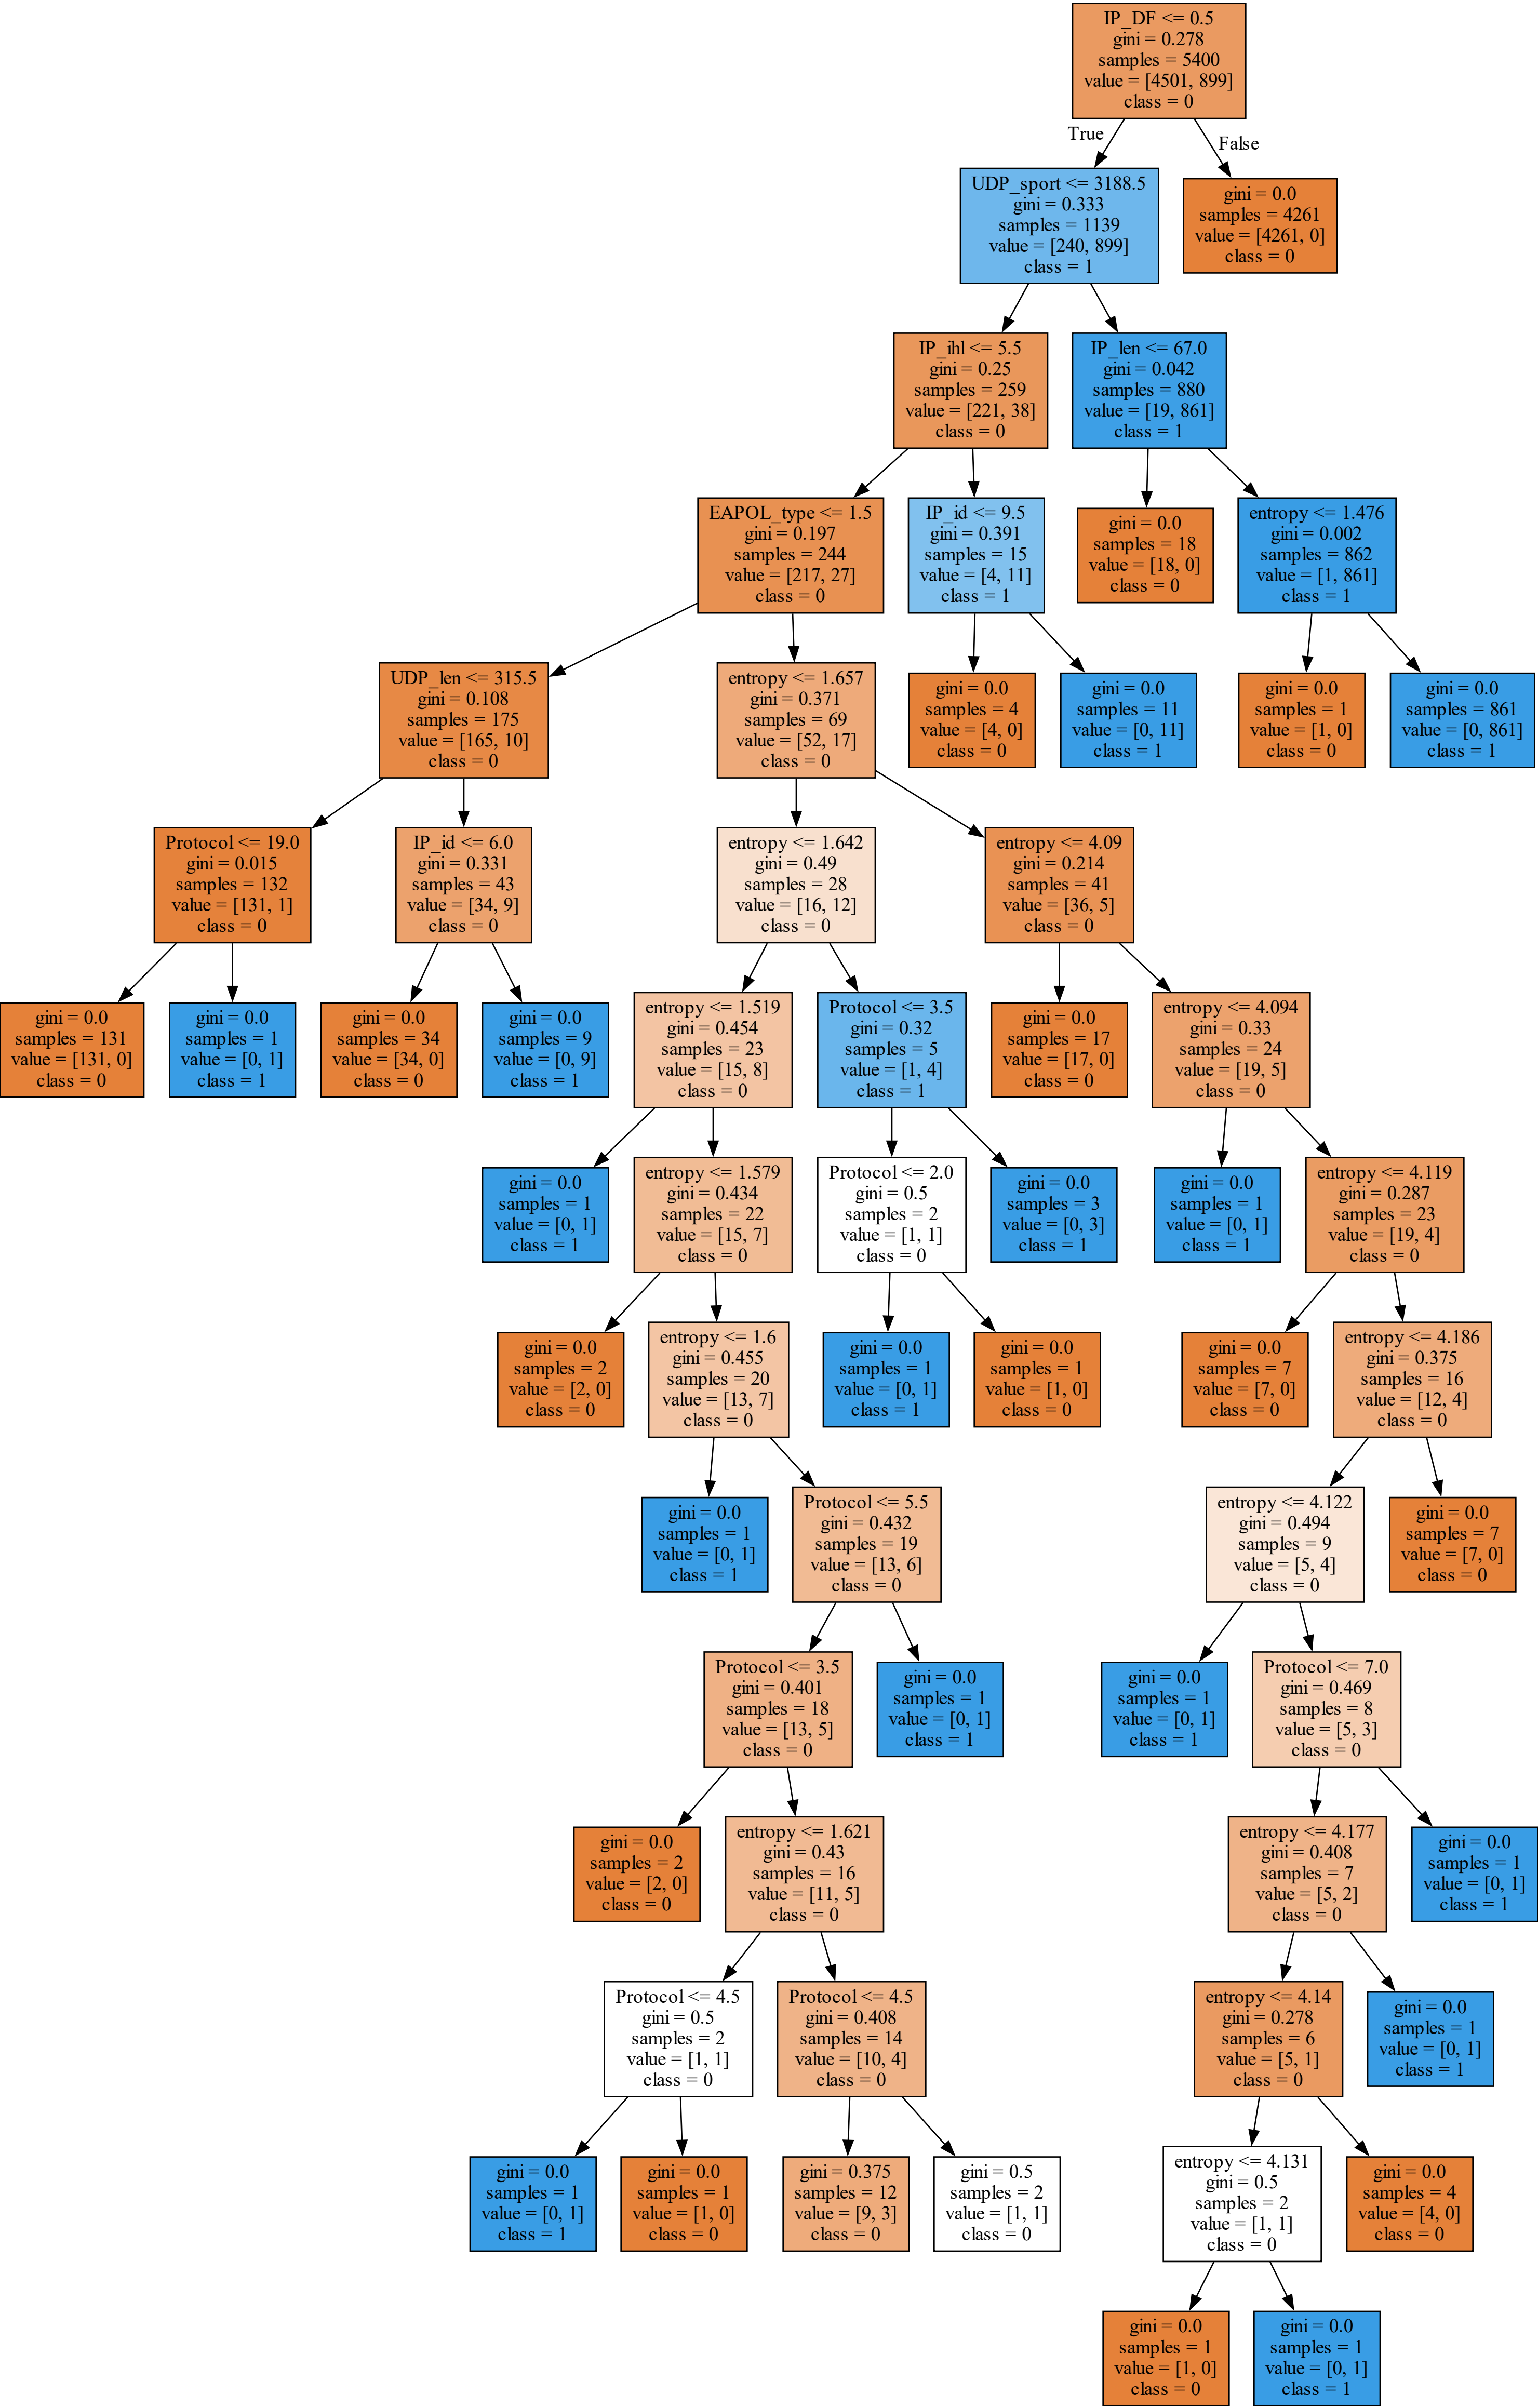 IP_DF <= 0.5
gini = 0.278
samples = 5400
value = [4501, 899]
class = 0
True
False
UDP_sport <= 3188.5
gini = 0.333
samples = 1139
value = [240, 899]
class = 1
gini = 0.0
samples = 4261
value = [4261, 0]
class = 0
IP_ihl <= 5.5
gini = 0.25
samples = 259
value = [221, 38]
class = 0
IP_len <= 67.0
gini = 0.042
samples = 880
value = [19, 861]
class = 1
EAPOL_type <= 1.5
gini = 0.197
samples = 244
value = [217, 27]
class = 0
IP_id <= 9.5
gini = 0.391
samples = 15
value = [4, 11]
class = 1
gini = 0.0
samples = 18
value = [18, 0]
class = 0
entropy <= 1.476
gini = 0.002
samples = 862
value = [1, 861]
class = 1
UDP_len <= 315.5
gini = 0.108
samples = 175
value = [165, 10]
class = 0
entropy <= 1.657
gini = 0.371
samples = 69
value = [52, 17]
class = 0
gini = 0.0
samples = 4
value = [4, 0]
class = 0
gini = 0.0
samples = 11
value = [0, 11]
class = 1
gini = 0.0
samples = 1
value = [1, 0]
class = 0
gini = 0.0
samples = 861
value = [0, 861]
class = 1
Protocol <= 19.0
gini = 0.015
samples = 132
value = [131, 1]
class = 0
IP_id <= 6.0
gini = 0.331
samples = 43
value = [34, 9]
class = 0
entropy <= 1.642
gini = 0.49
samples = 28
value = [16, 12]
class = 0
entropy <= 4.09
gini = 0.214
samples = 41
value = [36, 5]
class = 0
gini = 0.0
samples = 131
value = [131, 0]
class = 0
gini = 0.0
samples = 1
value = [0, 1]
class = 1
gini = 0.0
samples = 34
value = [34, 0]
class = 0
gini = 0.0
samples = 9
value = [0, 9]
class = 1
entropy <= 1.519
gini = 0.454
samples = 23
value = [15, 8]
class = 0
Protocol <= 3.5
gini = 0.32
samples = 5
value = [1, 4]
class = 1
gini = 0.0
samples = 17
value = [17, 0]
class = 0
entropy <= 4.094
gini = 0.33
samples = 24
value = [19, 5]
class = 0
gini = 0.0
samples = 1
value = [0, 1]
class = 1
entropy <= 1.579
gini = 0.434
samples = 22
value = [15, 7]
class = 0
Protocol <= 2.0
gini = 0.5
samples = 2
value = [1, 1]
class = 0
gini = 0.0
samples = 3
value = [0, 3]
class = 1
gini = 0.0
samples = 1
value = [0, 1]
class = 1
entropy <= 4.119
gini = 0.287
samples = 23
value = [19, 4]
class = 0
gini = 0.0
samples = 2
value = [2, 0]
class = 0
entropy <= 1.6
gini = 0.455
samples = 20
value = [13, 7]
class = 0
gini = 0.0
samples = 1
value = [0, 1]
class = 1
gini = 0.0
samples = 1
value = [1, 0]
class = 0
gini = 0.0
samples = 7
value = [7, 0]
class = 0
entropy <= 4.186
gini = 0.375
samples = 16
value = [12, 4]
class = 0
gini = 0.0
samples = 1
value = [0, 1]
class = 1
Protocol <= 5.5
gini = 0.432
samples = 19
value = [13, 6]
class = 0
entropy <= 4.122
gini = 0.494
samples = 9
value = [5, 4]
class = 0
gini = 0.0
samples = 7
value = [7, 0]
class = 0
Protocol <= 3.5
gini = 0.401
samples = 18
value = [13, 5]
class = 0
gini = 0.0
samples = 1
value = [0, 1]
class = 1
gini = 0.0
samples = 1
value = [0, 1]
class = 1
Protocol <= 7.0
gini = 0.469
samples = 8
value = [5, 3]
class = 0
gini = 0.0
samples = 2
value = [2, 0]
class = 0
entropy <= 1.621
gini = 0.43
samples = 16
value = [11, 5]
class = 0
entropy <= 4.177
gini = 0.408
samples = 7
value = [5, 2]
class = 0
gini = 0.0
samples = 1
value = [0, 1]
class = 1
Protocol <= 4.5
gini = 0.5
samples = 2
value = [1, 1]
class = 0
Protocol <= 4.5
gini = 0.408
samples = 14
value = [10, 4]
class = 0
entropy <= 4.14
gini = 0.278
samples = 6
value = [5, 1]
class = 0
gini = 0.0
samples = 1
value = [0, 1]
class = 1
gini = 0.0
samples = 1
value = [0, 1]
class = 1
gini = 0.0
samples = 1
value = [1, 0]
class = 0
gini = 0.375
samples = 12
value = [9, 3]
class = 0
gini = 0.5
samples = 2
value = [1, 1]
class = 0
entropy <= 4.131
gini = 0.5
samples = 2
value = [1, 1]
class = 0
gini = 0.0
samples = 4
value = [4, 0]
class = 0
gini = 0.0
samples = 1
value = [1, 0]
class = 0
gini = 0.0
samples = 1
value = [0, 1]
class = 1